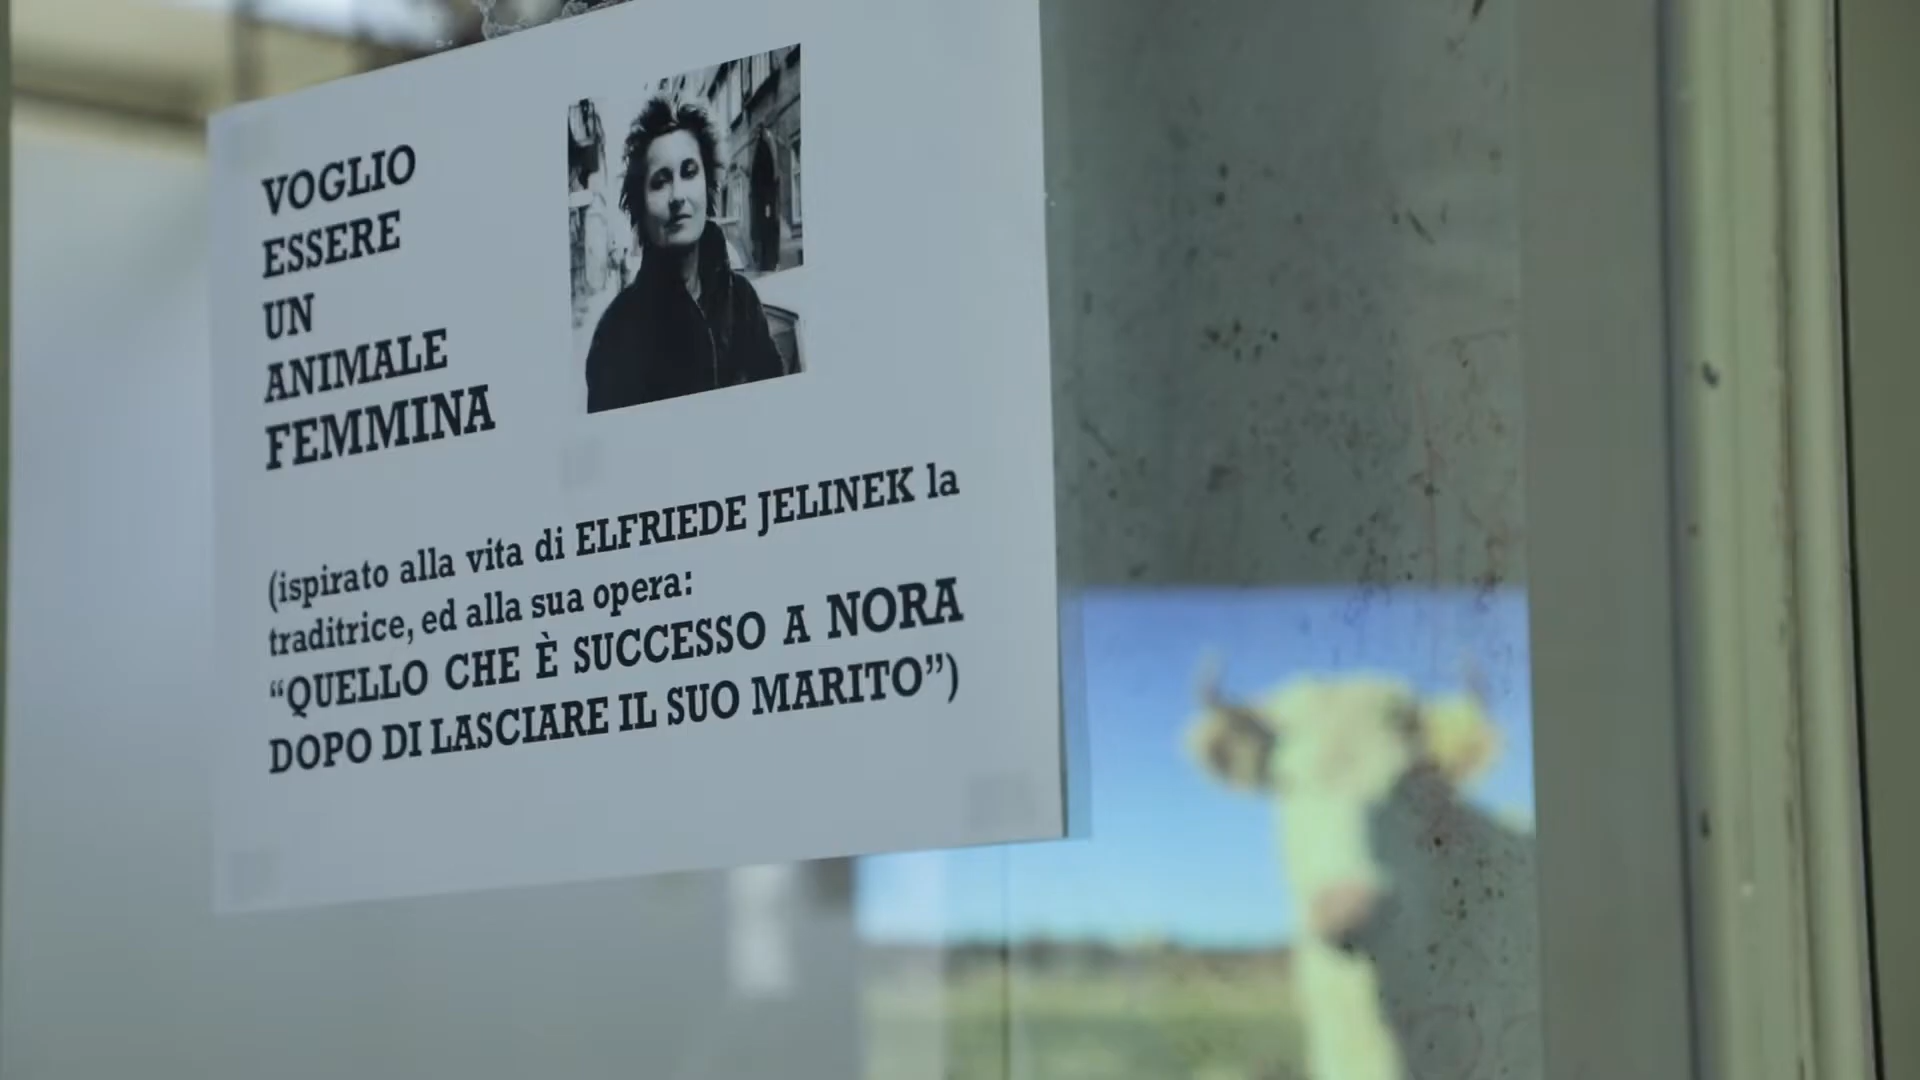 VOGLIO
ESSERE
UN
ANIMALE
FEMMINA
(ispirato alla vita di ELFRIEDE JELINEK la
traditrice, ed alla sua opera:
“QUELLO CHE È SUCCESSO A NORA
DOPO DI LASCIARE IL SUO MARITO”)